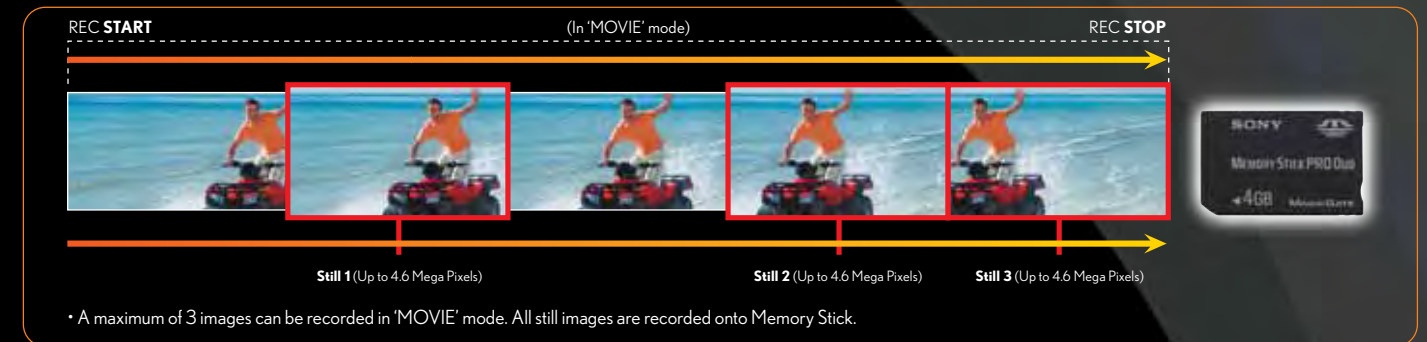 REC START (In 'MOVIE' mode) REC STOP
SONY
MEMORY STICK PRO DUO
4GB MAGICGATE
Still 1 (Up to 4.6 Mega Pixels) Still 2 (Up to 4.6 Mega Pixels) Still 3 (Up to 4.6 Mega Pixels)
• A maximum of 3 images can be recorded in 'MOVIE' mode. All still images are recorded onto Memory Stick.